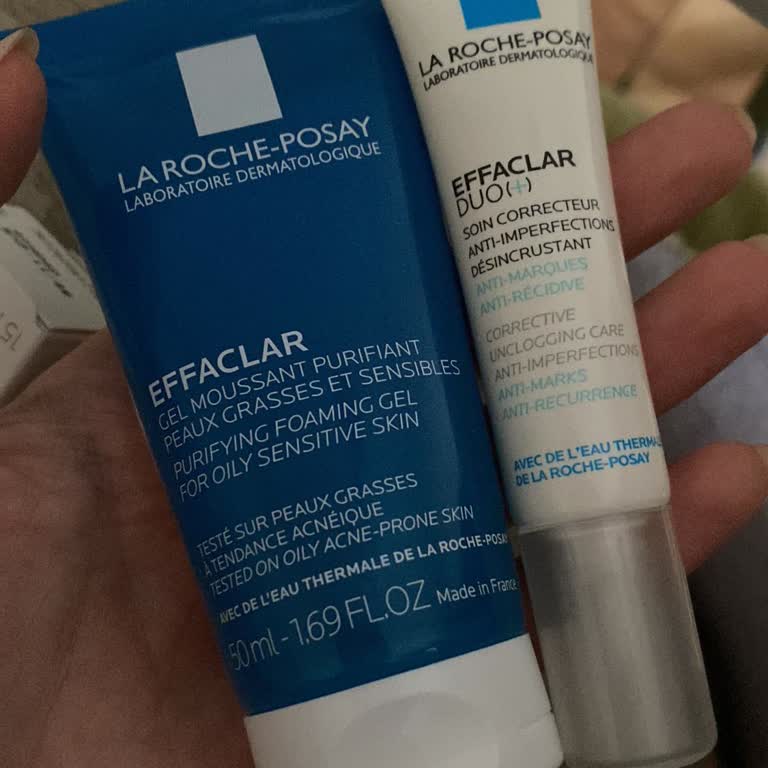 LA ROCHE-POSAY
LABORATOIRE DERMATOLOGIQUE
EFFACLAR
GEL MOUSSANT PURIFIANT
PEAUX GRASSES ET SENSIBLES
PURIFYING FOAMING GEL
FOR OILY SENSITIVE SKIN
TESTÉ SUR PEAUX GRASSES
À TENDANCE ACNÉIQUE
TESTED ON OILY ACNE-PRONE SKIN
AVEC DE L'EAU THERMALE DE LA ROCHE-POSAY
50ml - 1.69 FL.OZ Made in France
LA ROCHE-POSAY
LABORATOIRE DERMATOLOGIQUE
EFFACLAR
DUO(+)
SOIN CORRECTEUR
ANTI-IMPERFECTIONS
DÉSINCRUSTANT
ANTI-MARQUES
ANTI-RÉCIDIVE
CORRECTIVE
UNCLOGGING CARE
ANTI-IMPERFECTIONS
ANTI-MARKS
ANTI-RECURRENCE
AVEC DE L'EAU THERMAL
DE LA ROCHE-POSAY